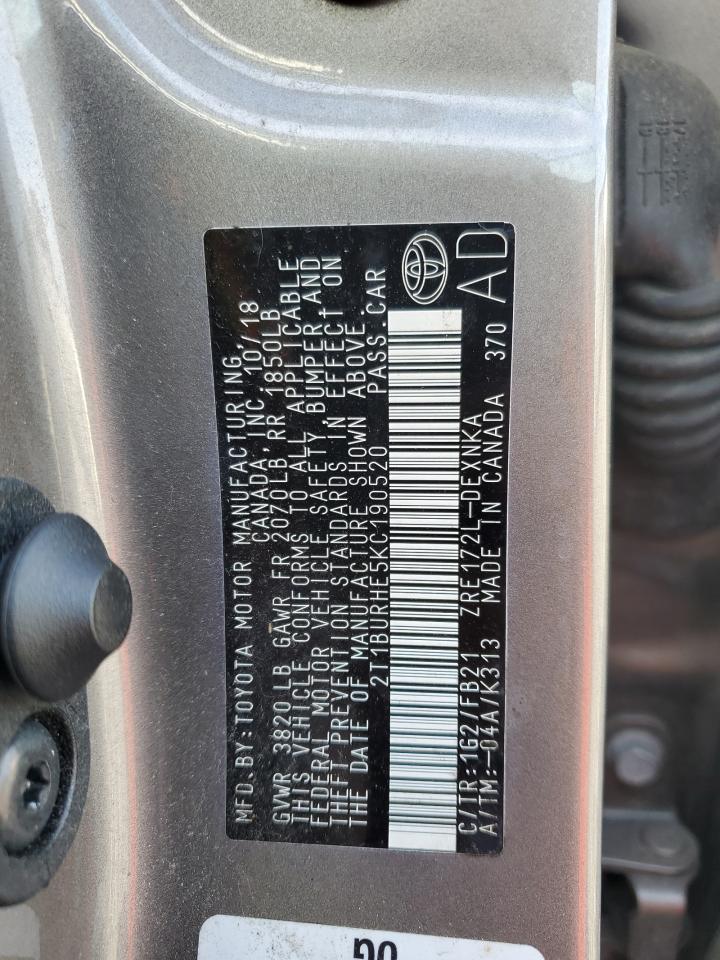 MFD.BY:TOYOTA MOTOR MANUFACTURING,
CANADA, INC. 10/18
GVWR 3820 LB GAWR FR 2070LB RR 1850LB
THIS VEHICLE CONFORMS TO ALL APPLICABLE
FEDERAL MOTOR VEHICLE SAFETY, BUMPER, AND
THEFT PREVENTION STANDARDS IN EFFECT ON
THE DATE OF MANUFACTURE SHOWN ABOVE.
2T1BURHE5KC190520 PASS.CAR
C/TR:1G2/FB21 ZRE172L-DEXNKA
A/TM:-04A/K313 MADE IN CANADA 370
AD